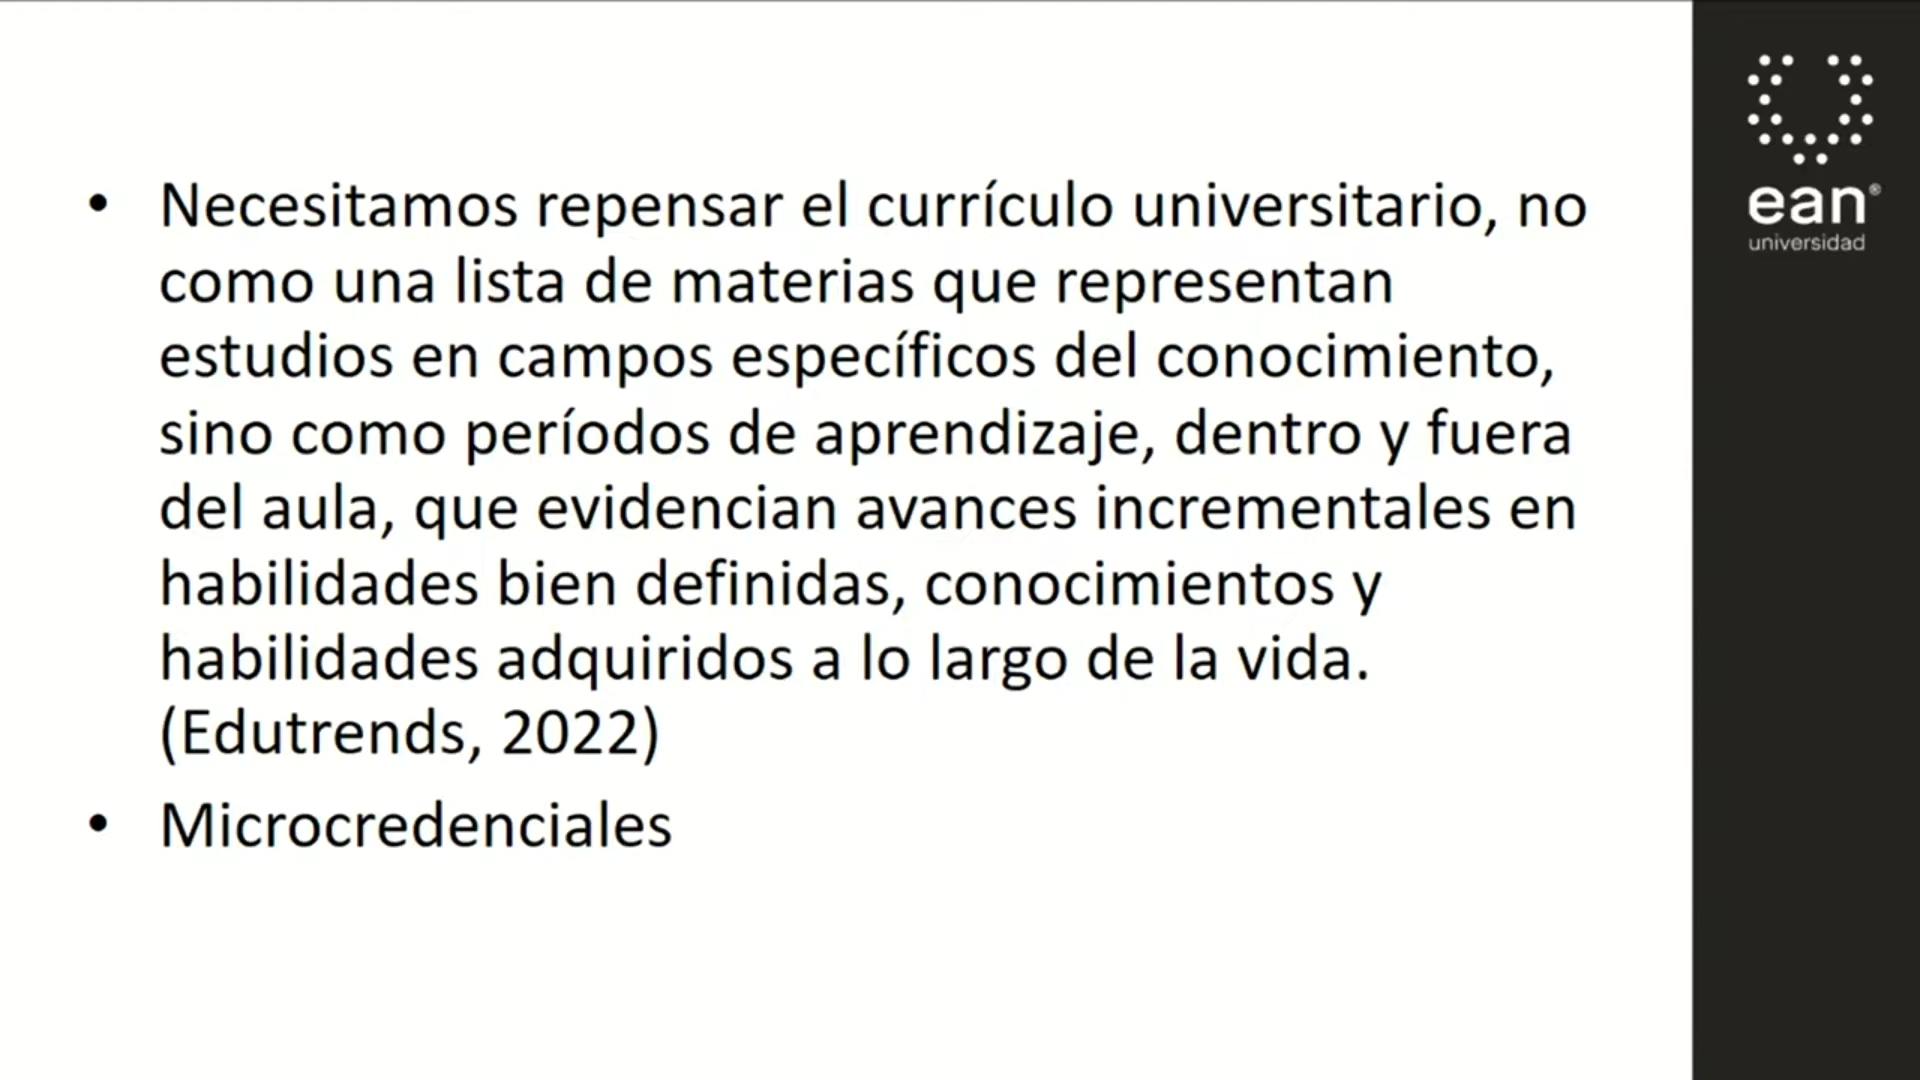 • Necesitamos repensar el currículo universitario, no
como una lista de materias que representan
estudios en campos específicos del conocimiento,
sino como períodos de aprendizaje, dentro y fuera
del aula, que evidencian avances incrementales en
habilidades bien definidas, conocimientos y
habilidades adquiridos a lo largo de la vida.
(Edutrends, 2022)
• Microcredenciales
ean®
universidad